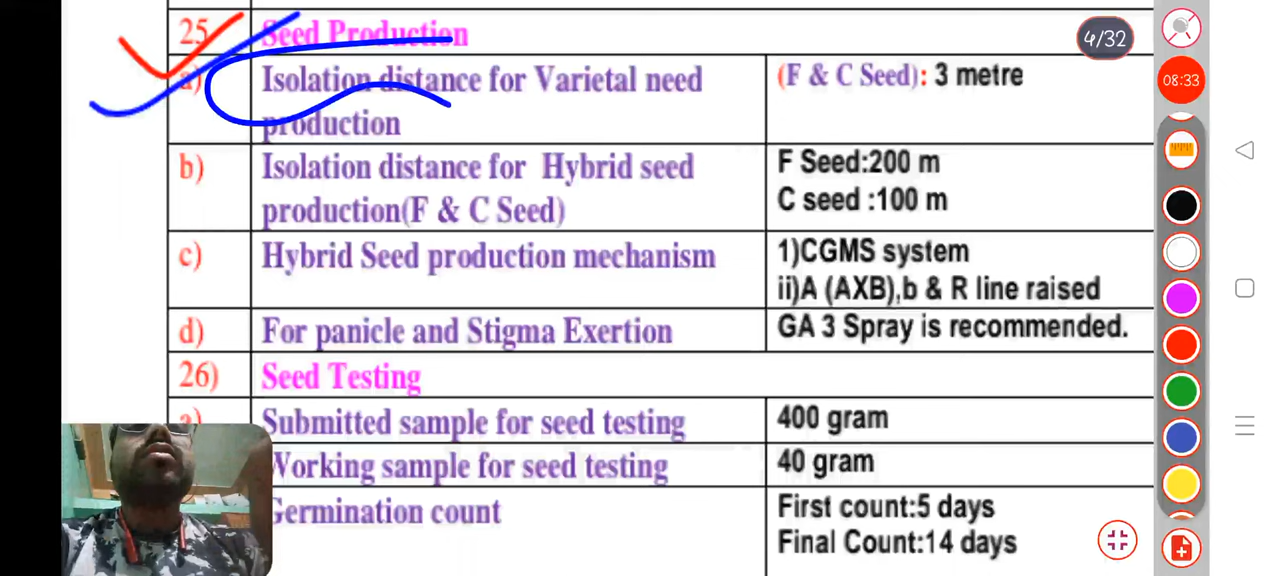 25
Seed Production
4/32
08:33
a)
Isolation distance for Varietal need
production
(F & C Seed): 3 metre
b)
Isolation distance for Hybrid seed
production(F & C Seed)
F Seed:200 m
C seed :100 m
c)
Hybrid Seed production mechanism
1)CGMS system
ii)A (AXB),b & R line raised
d)
For panicle and Stigma Exertion
GA 3 Spray is recommended.
26)
Seed Testing
a)
Submitted sample for seed testing
400 gram
Working sample for seed testing
40 gram
Germination count
First count:5 days
Final Count:14 days